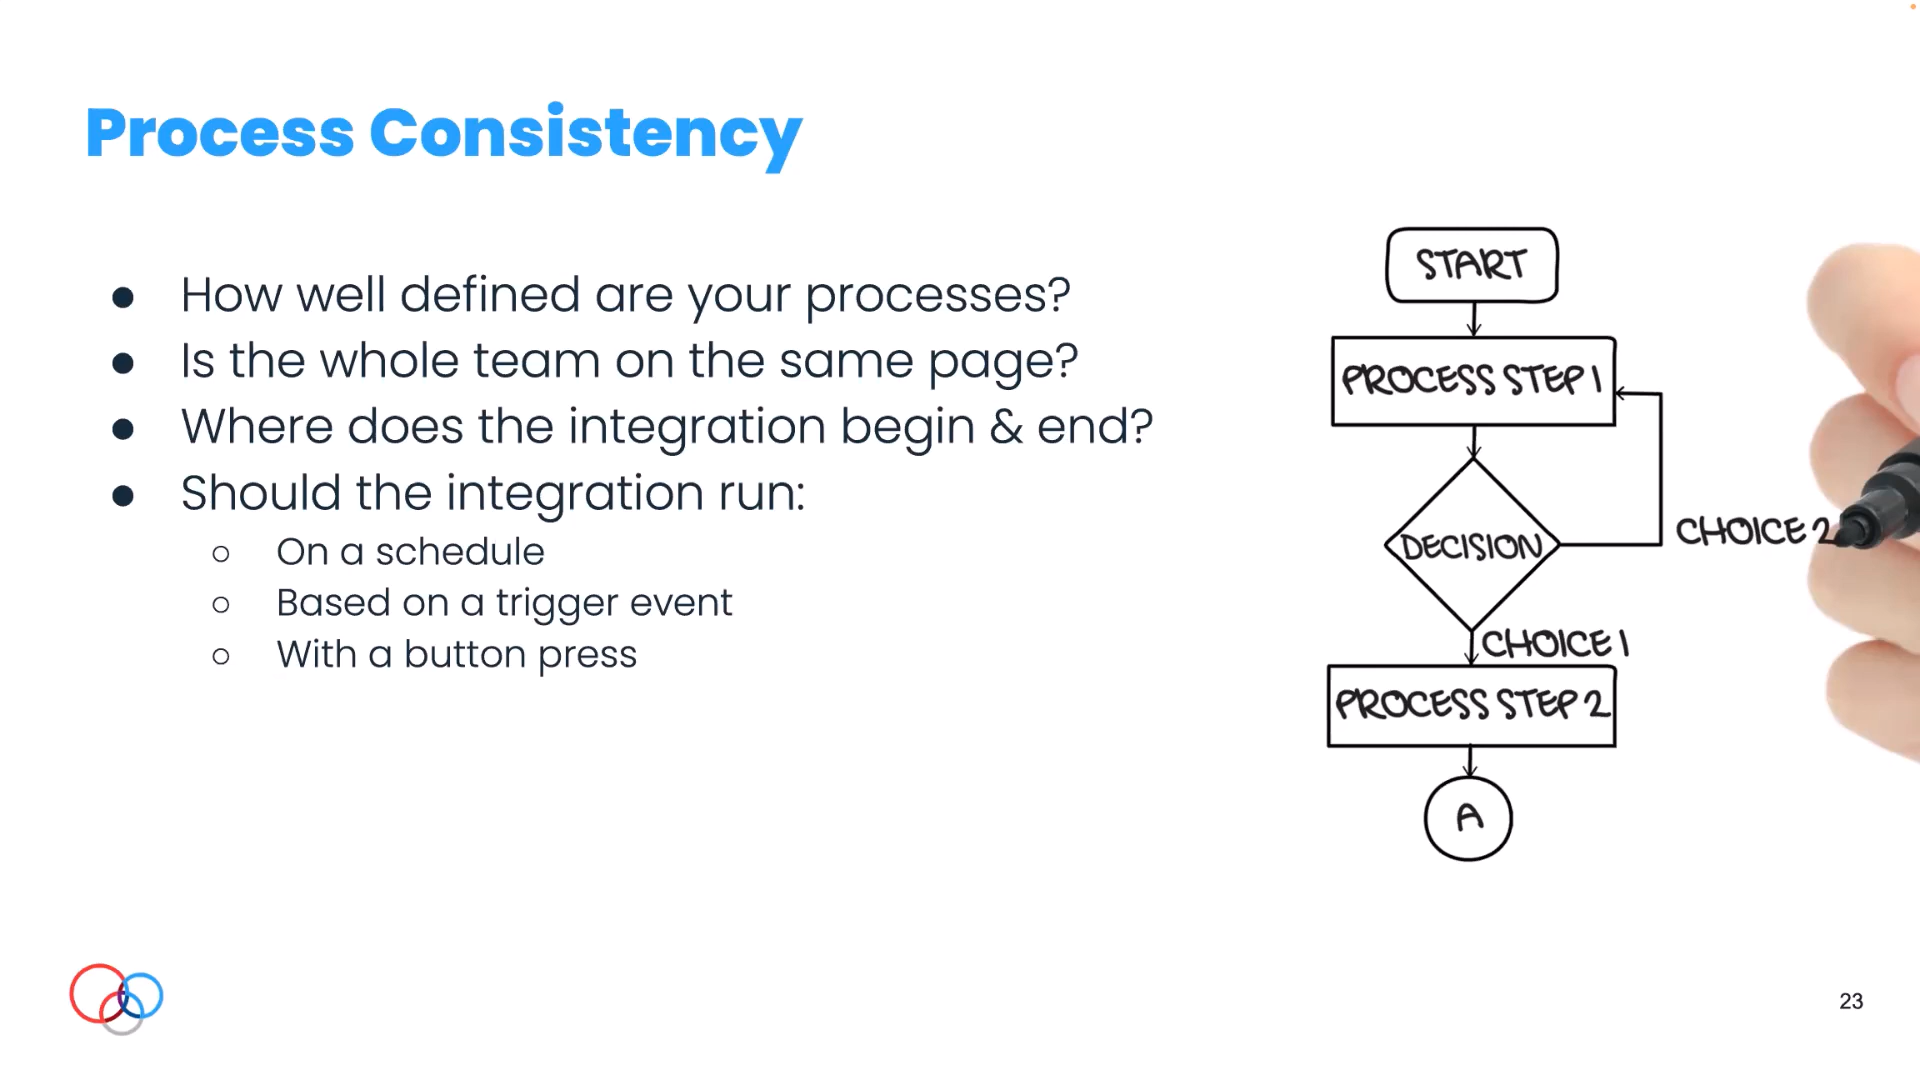 Process Consistency
● How well defined are your processes?
● Is the whole team on the same page?
● Where does the integration begin & end?
● Should the integration run:
○ On a schedule
○ Based on a trigger event
○ With a button press
START
PROCESS STEP 1
DECISION
CHOICE 2
CHOICE 1
PROCESS STEP 2
A
23